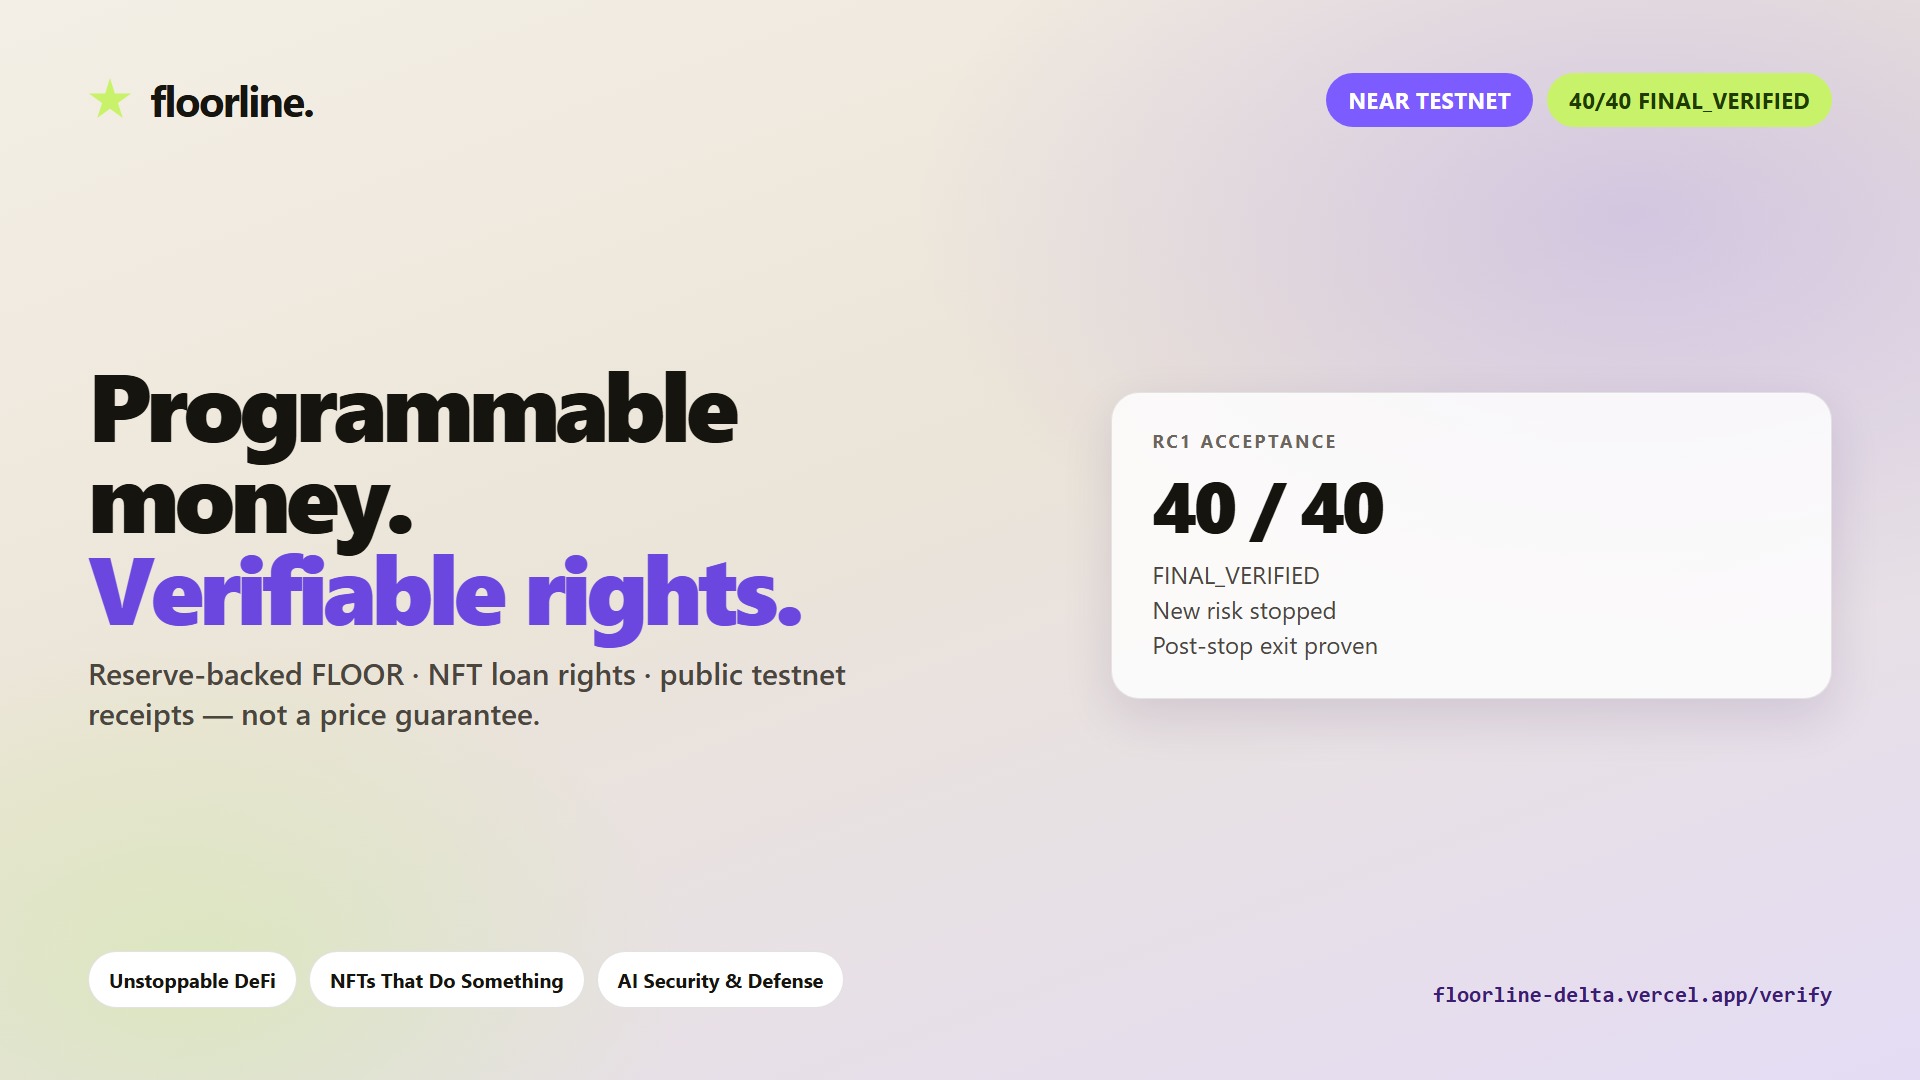 floorline.
NEAR TESTNET
40/40 FINAL_VERIFIED
Programmable
money.
Verifiable rights.
Reserve-backed FLOOR · NFT loan rights · public testnet
receipts — not a price guarantee.
RC1 ACCEPTANCE
40 / 40
FINAL_VERIFIED
New risk stopped
Post-stop exit proven
Unstoppable DeFi
NFTs That Do Something
AI Security & Defense
floorline-delta.vercel.app/verify